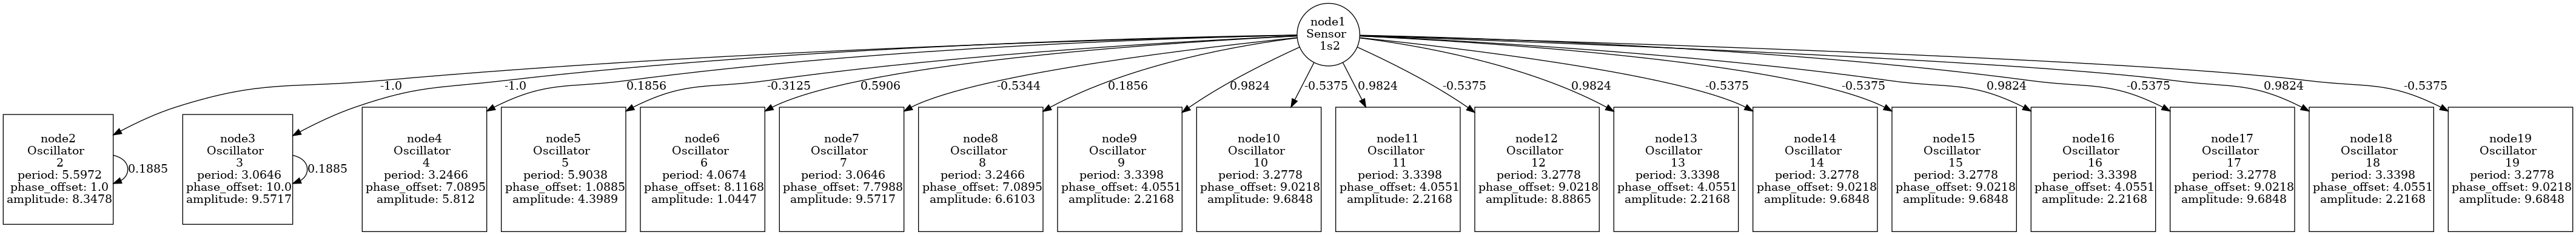 node1
Sensor
1s2
-1.0
-1.0
0.1856
-0.3125
0.5906
-0.5344
0.1856
0.9824
-0.5375
0.9824
-0.5375
0.9824
-0.5375
-0.5375
0.9824
-0.5375
0.9824
-0.5375
node2
Oscillator
2
period: 5.5972
phase_offset: 1.0
amplitude: 8.3478
0.1885
node3
Oscillator
3
period: 3.0646
phase_offset: 10.0
amplitude: 9.5717
0.1885
node4
Oscillator
4
period: 3.2466
phase_offset: 7.0895
amplitude: 5.812
node5
Oscillator
5
period: 5.9038
phase_offset: 1.0885
amplitude: 4.3989
node6
Oscillator
6
period: 4.0674
phase_offset: 8.1168
amplitude: 1.0447
node7
Oscillator
7
period: 3.0646
phase_offset: 7.7988
amplitude: 9.5717
node8
Oscillator
8
period: 3.2466
phase_offset: 7.0895
amplitude: 6.6103
node9
Oscillator
9
period: 3.3398
phase_offset: 4.0551
amplitude: 2.2168
node10
Oscillator
10
period: 3.2778
phase_offset: 9.0218
amplitude: 9.6848
node11
Oscillator
11
period: 3.3398
phase_offset: 4.0551
amplitude: 2.2168
node12
Oscillator
12
period: 3.2778
phase_offset: 9.0218
amplitude: 8.8865
node13
Oscillator
13
period: 3.3398
phase_offset: 4.0551
amplitude: 2.2168
node14
Oscillator
14
period: 3.2778
phase_offset: 9.0218
amplitude: 9.6848
node15
Oscillator
15
period: 3.2778
phase_offset: 9.0218
amplitude: 9.6848
node16
Oscillator
16
period: 3.3398
phase_offset: 4.0551
amplitude: 2.2168
node17
Oscillator
17
period: 3.2778
phase_offset: 9.0218
amplitude: 9.6848
node18
Oscillator
18
period: 3.3398
phase_offset: 4.0551
amplitude: 2.2168
node19
Oscillator
19
period: 3.2778
phase_offset: 9.0218
amplitude: 9.6848